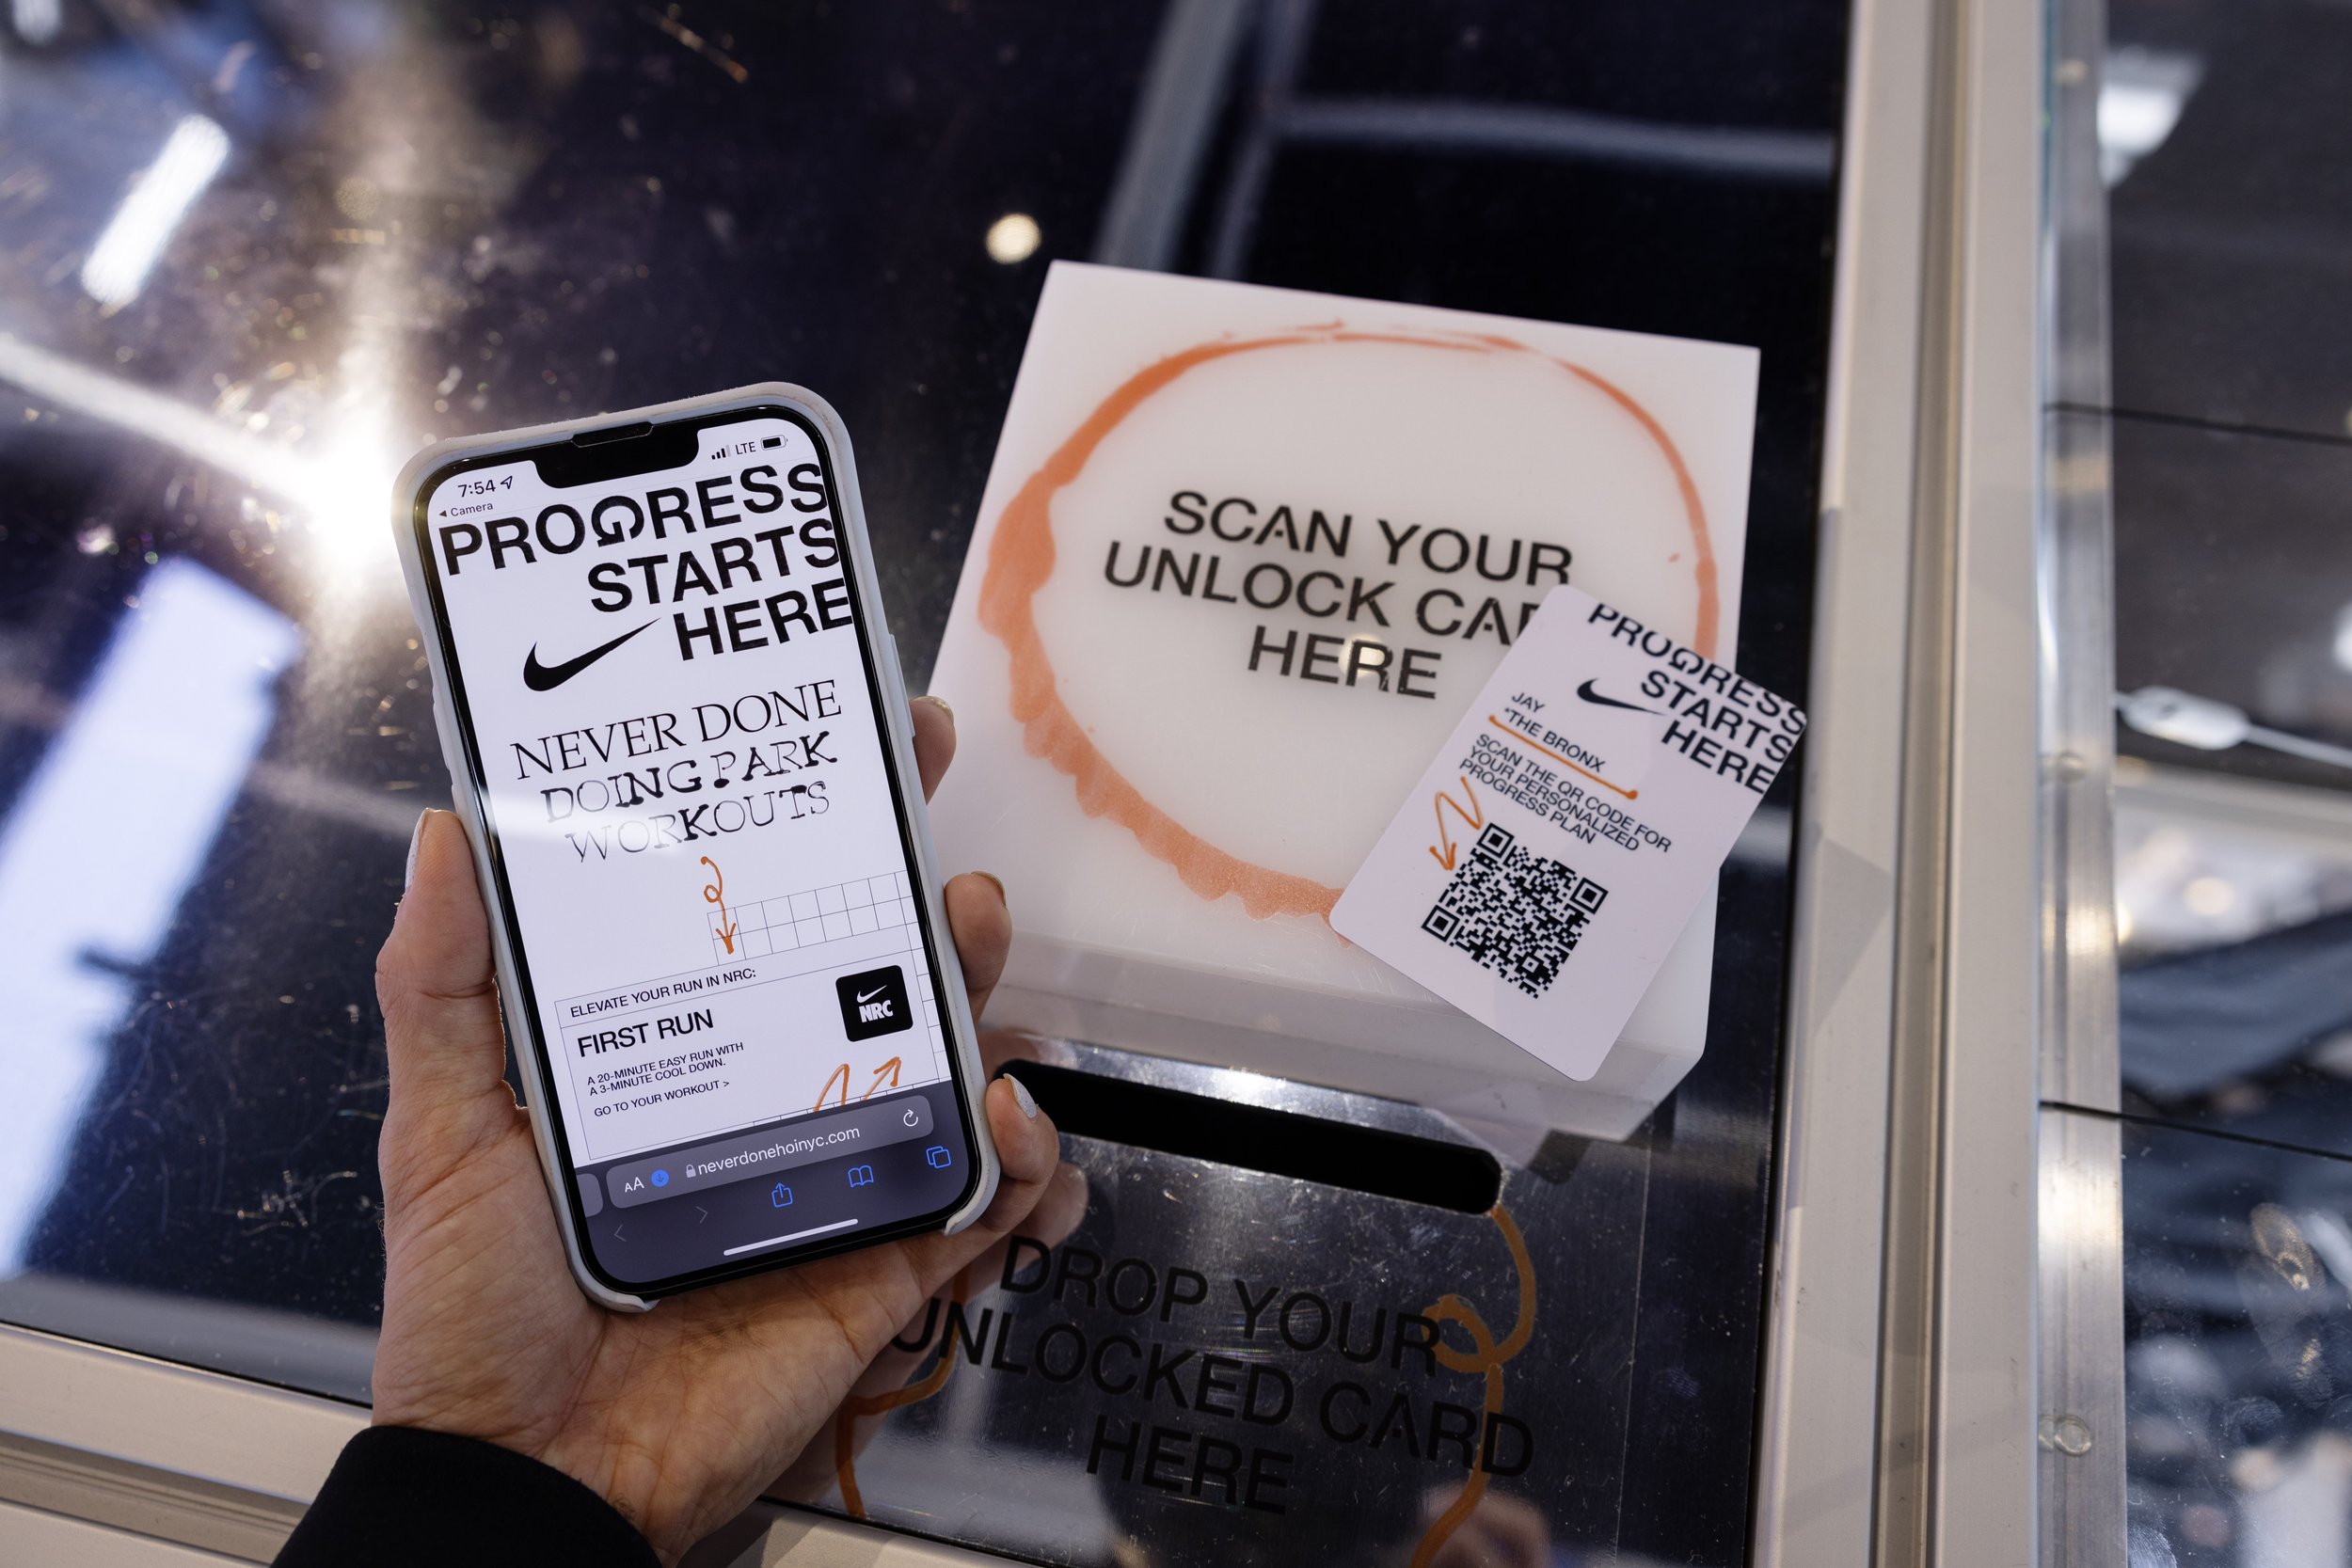 7:54
LTE
Camera
PROGRESS
STARTS
HERE
NEVER DONE
DOING PARK
WORKOUTS
ELEVATE YOUR RUN IN NRC:
FIRST RUN
A 20-MINUTE EASY RUN WITH
A 3-MINUTE COOL DOWN.
GO TO YOUR WORKOUT >
NRC
AA
neverdonehoinyc.com
SCAN YOUR
UNLOCK
HERE
PROGRESS
STARTS
HERE
JAY
*THE BRONX
SCAN THE QR CODE FOR
YOUR PERSONALIZED
PROGRESS PLAN
DROP YOUR
UNLOCKED CARD
HERE